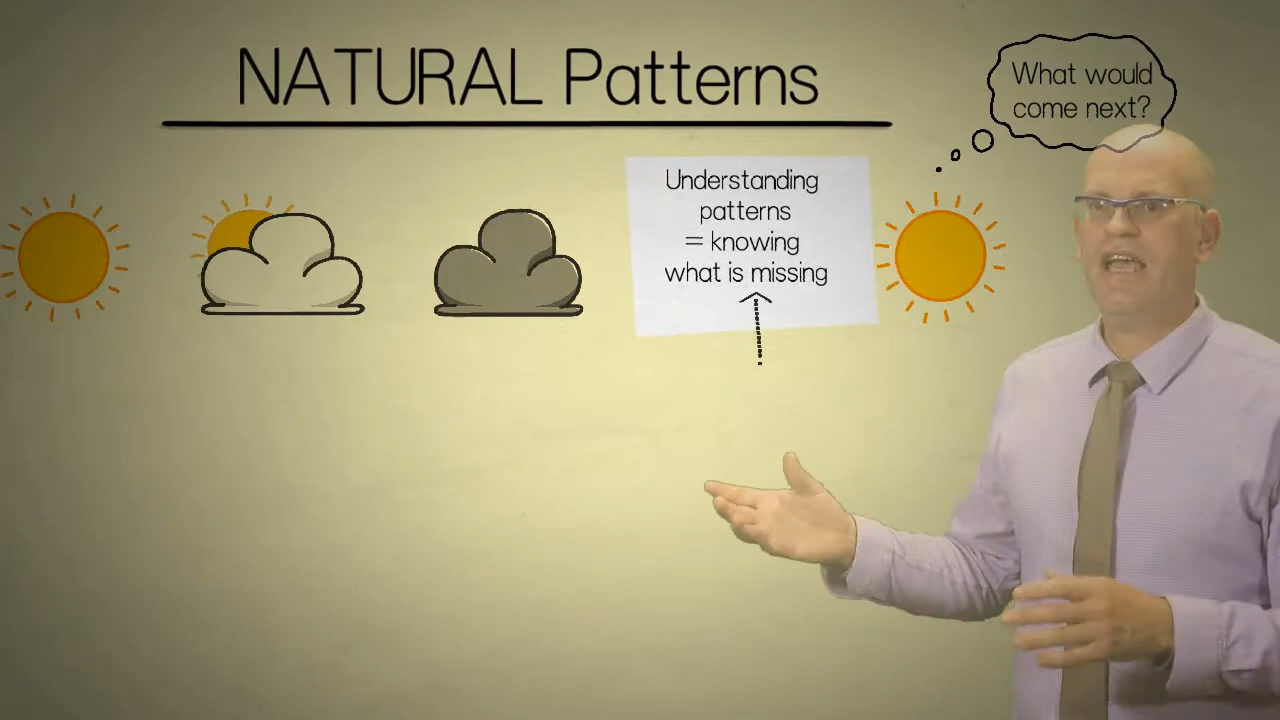 NATURAL Patterns
What would
come next?
Understanding
patterns
= knowing
what is missing